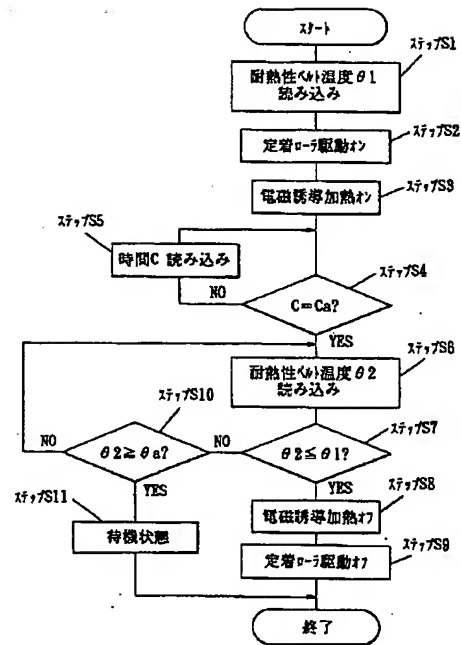 スタート
ステップS1
耐熱性ベルト温度θ1
読み込み
ステップS2
定着ローラ駆動オン
ステップS3
電磁誘導加熱オン
ステップS5
時間C 読み込み
ステップS4
NO
C=Ca?
YES
ステップS6
耐熱性ベルト温度θ2
読み込み
ステップS10
ステップS7
NO
θ2≧θa?
NO
θ2≦θ1?
ステップS11
YES
YES
ステップS8
待機状態
電磁誘導加熱オフ
ステップS9
定着ローラ駆動オフ
終了